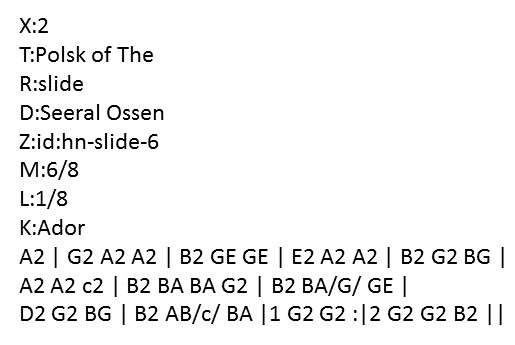 X:2
T:Polsk of The
R:slide
D:Seeral Ossen
Z:id:hn-slide-6
M:6/8
L:1/8
K:Ador
A2 | G2 A2 A2 | B2 GE GE | E2 A2 A2 | B2 G2 BG |
A2 A2 c2 | B2 BA BA G2 | B2 BA/G/ GE |
D2 G2 BG | B2 AB/c/ BA |1 G2 G2 :|2 G2 G2 B2 ||